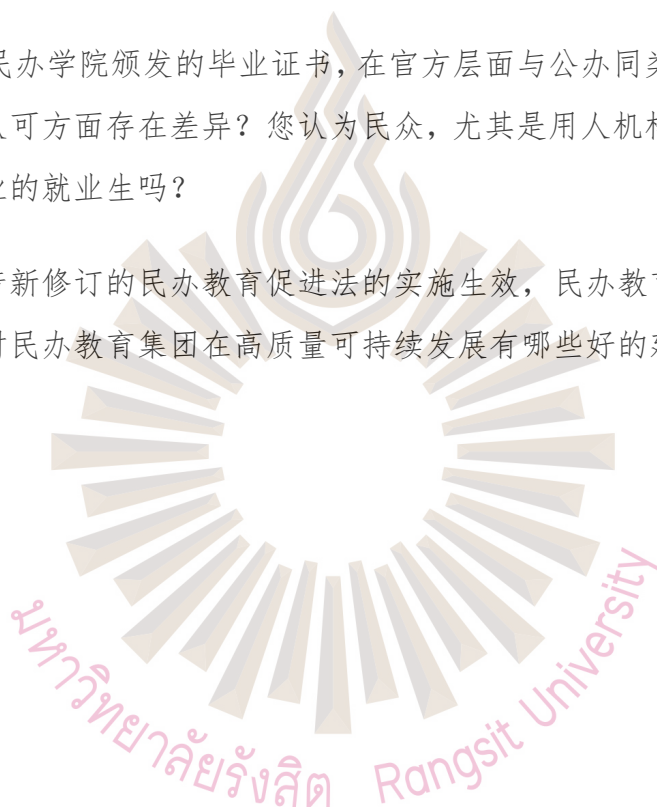 民办学院颁发的毕业证书，在官方层面与公办同类
可方面存在差异？您认为民众，尤其是用人机构
的就业生吗？
新修订的民办教育促进法的实施生效，民办教育
民办教育集团在高质量可持续发展有哪些好的
มหาวิทยาลัยรังสิต Rangsit University